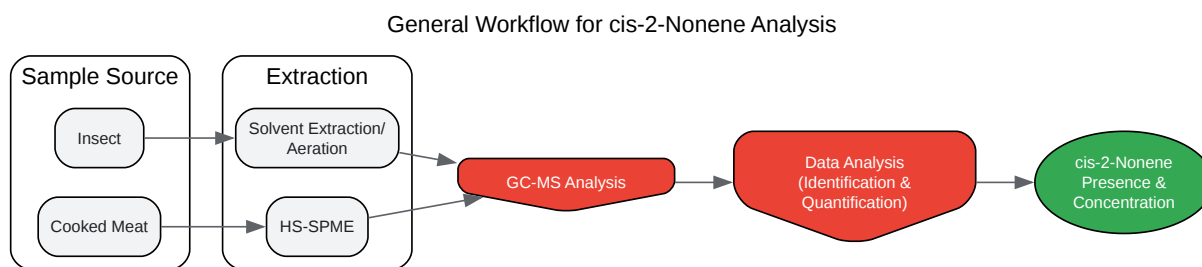 General Workflow for cis-2-Nonene Analysis
Sample Source
Extraction
Insect
Solvent Extraction/
Aeration
Cooked Meat
HS-SPME
GC-MS Analysis
Data Analysis
(Identification &
Quantification)
cis-2-Nonene
Presence &
Concentration